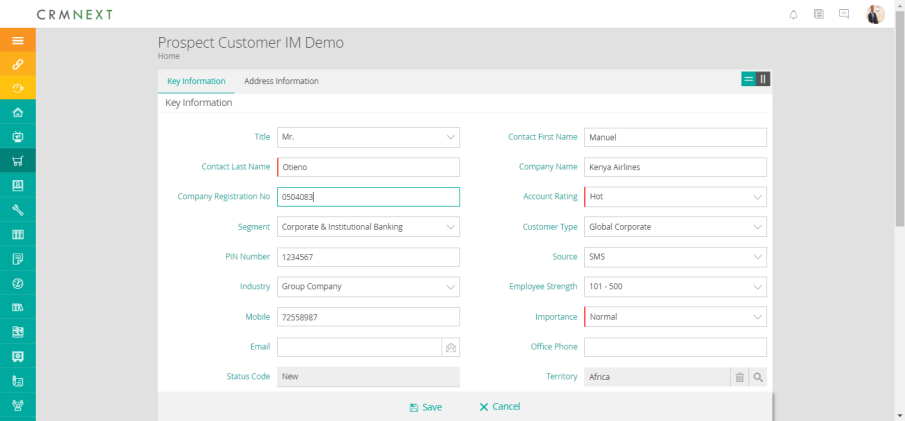 CRMNEXT
Prospect Customer IM Demo
Home
Key Information Address Information
Key Information
Title Mr. Contact First Name Manuel
Contact Last Name Otieno Company Name Kenya Airlines
Company Registration No 0504083 Account Rating Hot
Segment Corporate & Institutional Banking Customer Type Global Corporate
PIN Number 1234567 Source SMS
Industry Group Company Employee Strength 101 - 500
Mobile 72558987 Importance Normal
Email Office Phone
Status Code New Territory Africa
Save Cancel